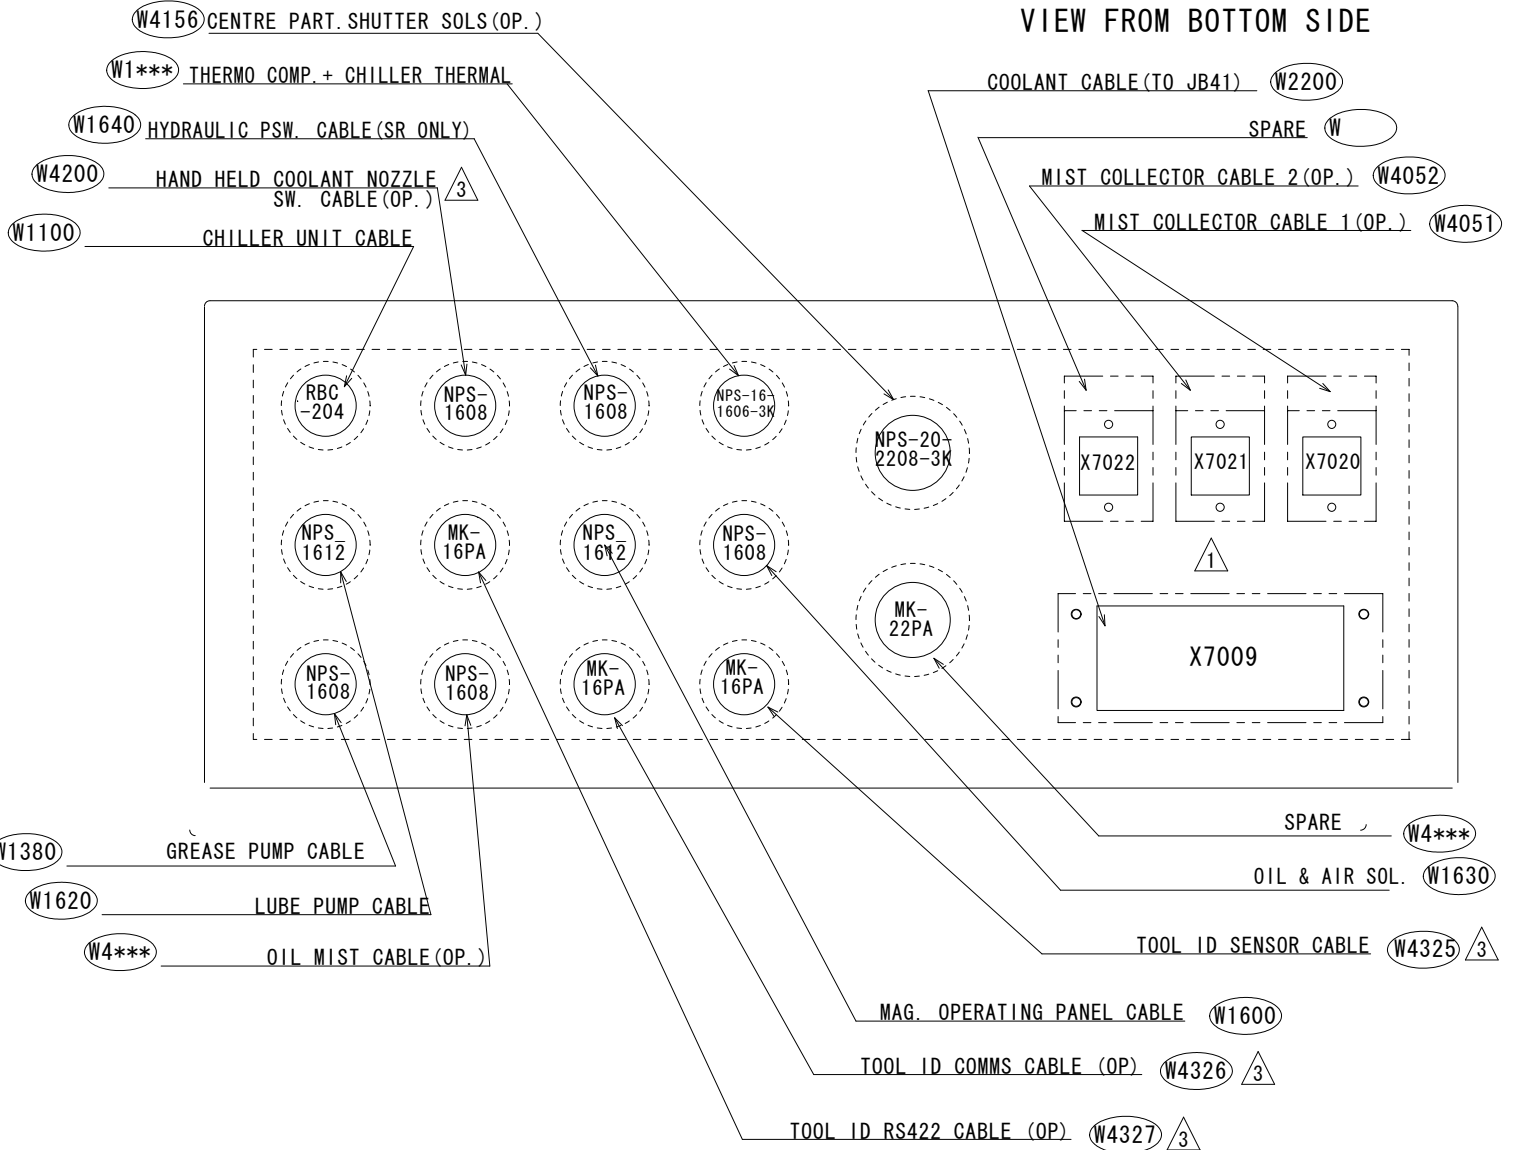 VIEW FROM BOTTOM SIDE
W4156 CENTRE PART.SHUTTER SOLS(OP.)
W1*** THERMO COMP.+ CHILLER THERMAL
W1640 HYDRAULIC PSW. CABLE(SR ONLY)
W4200 HAND HELD COOLANT NOZZLE 3
SW. CABLE(OP.)
W1100 CHILLER UNIT CABLE
COOLANT CABLE(TO JB41) W2200
SPARE W
MIST COLLECTOR CABLE 2(OP.) W4052
MIST COLLECTOR CABLE 1(OP.) W4051
RBC
-204
NPS-
1608
NPS-
1608
NPS-16-
1606-3K
NPS-20-
2208-3K
X7022
X7021
X7020
NPS_
1612
MK-
16PA
NPS_
1612
NPS-
1608
1
MK-
22PA
X7009
NPS-
1608
NPS-
1608
MK-
16PA
MK-
16PA
W1380 GREASE PUMP CABLE
W1620 LUBE PUMP CABLE
W4*** OIL MIST CABLE(OP.)
SPARE W4***
OIL & AIR SOL. W1630
TOOL ID SENSOR CABLE W4325 3
MAG. OPERATING PANEL CABLE W1600
TOOL ID COMMS CABLE (OP) W4326 3
TOOL ID RS422 CABLE (OP) W4327 3